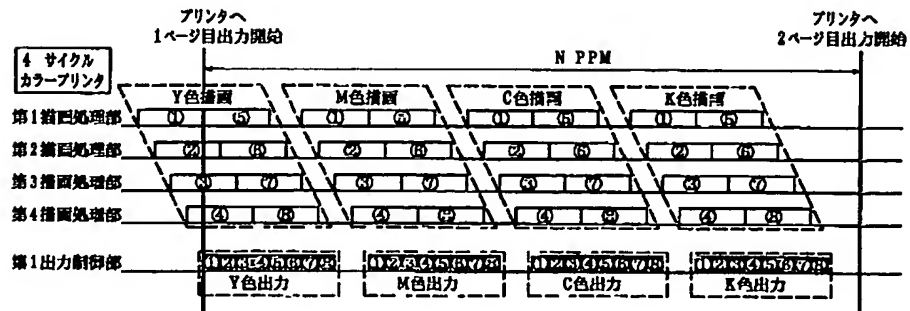 プリンタへ
1ページ目出力開始
プリンタへ
2ページ目出力開始
N PPM
4 サイクル
カラープリンタ
Y色描画 M色描画 C色描画 K色描画
第1描画処理部 ① ⑤ ① ⑤ ① ⑤ ① ⑤
第2描画処理部 ② ⑥ ② ⑥ ② ⑥ ② ⑥
第3描画処理部 ③ ⑦ ③ ⑦ ③ ⑦ ③ ⑦
第4描画処理部 ④ ⑧ ④ ⑧ ④ ⑧ ④ ⑧
第1出力制御部 ①②③④⑤⑥⑦⑧ ①②③④⑤⑥⑦⑧ ①②③④⑤⑥⑦⑧ ①②③④⑤⑥⑦⑧
Y色出力 M色出力 C色出力 K色出力